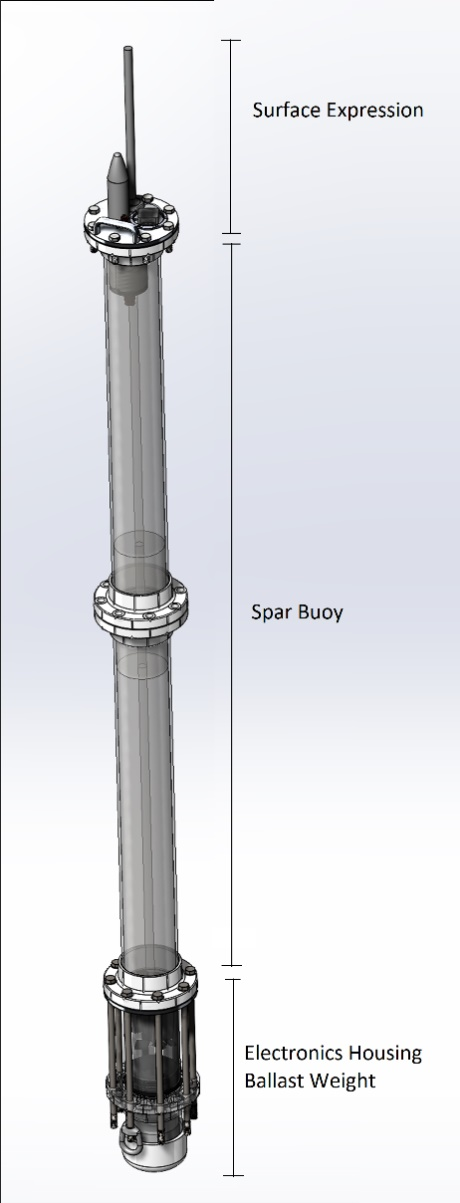 Surface Expression
Spar Buoy
Electronics Housing
Ballast Weight